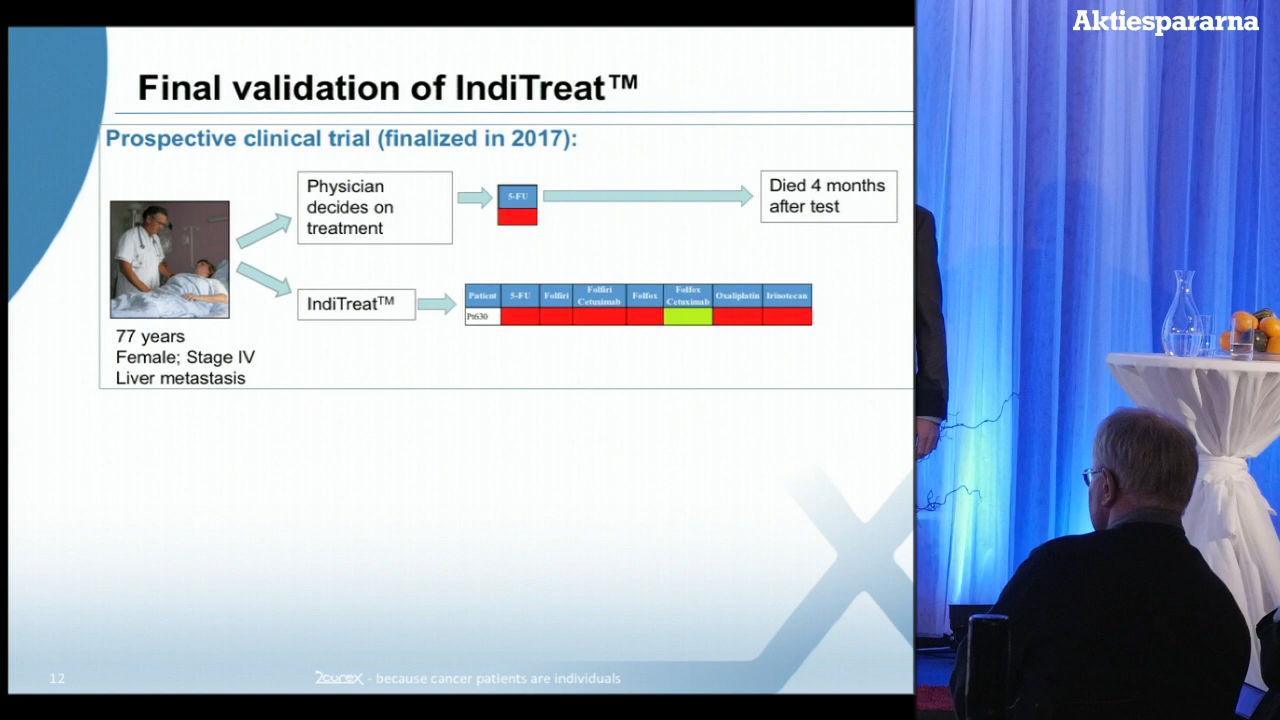 Aktiespararna
Final validation of IndiTreat™
Prospective clinical trial (finalized in 2017):
Physician
decides on
treatment
5-FU
Died 4 months
after test
IndiTreat™
Patient 5-FU Folfiri Folfiri Cetuximab Folfox Folfox Cetuximab Oxaliplatin Irinotecan
Pt630
77 years
Female; Stage IV
Liver metastasis
12
2cureX - because cancer patients are individuals